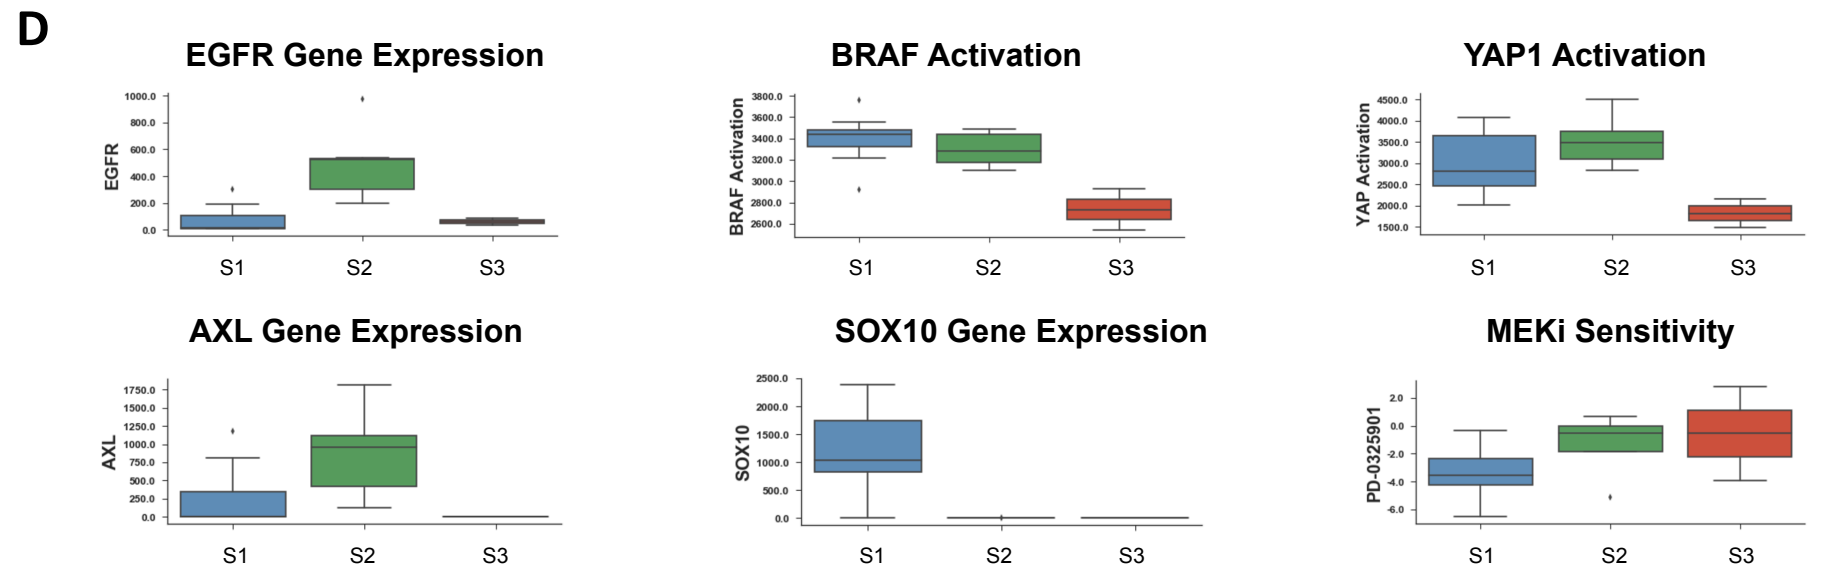 D
EGFR Gene Expression
BRAF Activation
YAP1 Activation
EGFR
1000.0
800.0
600.0
400.0
200.0
0.0
S1 S2 S3
BRAF Activation
3800.0
3600.0
3400.0
3200.0
3000.0
2800.0
2600.0
S1 S2 S3
YAP Activation
4500.0
4000.0
3500.0
3000.0
2500.0
2000.0
1500.0
S1 S2 S3
AXL Gene Expression
SOX10 Gene Expression
MEKi Sensitivity
AXL
1750.0
1500.0
1250.0
1000.0
750.0
500.0
250.0
0.0
S1 S2 S3
SOX10
2500.0
2000.0
1500.0
1000.0
500.0
0.0
S1 S2 S3
PD-0325901
2.0
0.0
-2.0
-4.0
-6.0
S1 S2 S3